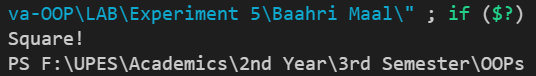 va-OOP\LAB\Experiment 5\Baahri Maal\" ; if ($?)
Square!
PS F:\UPES\Academics\2nd Year\3rd Semester\OOPs